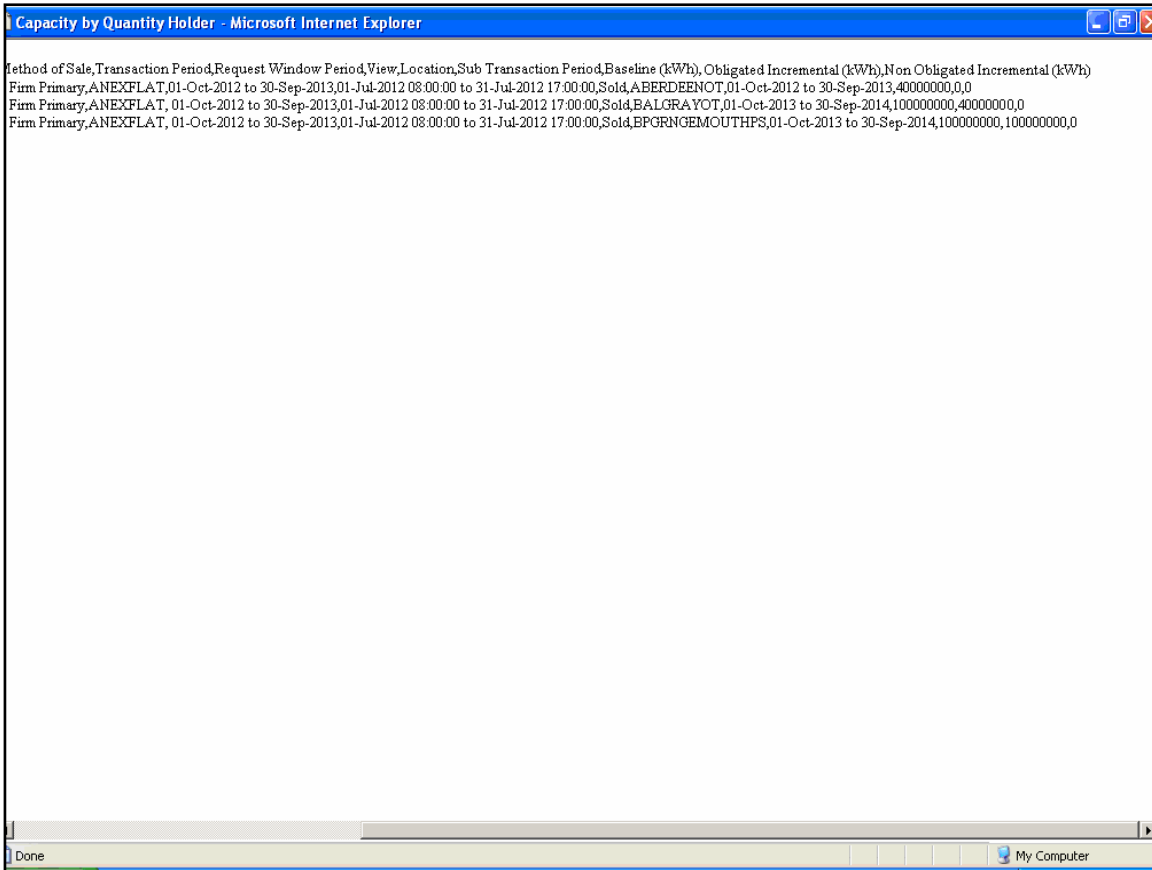 Capacity by Quantity Holder - Microsoft Internet Explorer
Method of Sale,Transaction Period,Request Window Period,View,Location,Sub Transaction Period,Baseline (kWh),Obligated Incremental (kWh),Non Obligated Incremental (kWh)
Firm Primary,ANEXFLAT,01-Oct-2012 to 30-Sep-2013,01-Jul-2012 08:00:00 to 31-Jul-2012 17:00:00,Sold,ABERDEENOT,01-Oct-2012 to 30-Sep-2013,40000000,0,0
Firm Primary,ANEXFLAT, 01-Oct-2012 to 30-Sep-2013,01-Jul-2012 08:00:00 to 31-Jul-2012 17:00:00,Sold,BALGRAYOT,01-Oct-2013 to 30-Sep-2014,100000000,40000000,0
Firm Primary,ANEXFLAT, 01-Oct-2012 to 30-Sep-2013,01-Jul-2012 08:00:00 to 31-Jul-2012 17:00:00,Sold,BPGRNGEMOUTHPS,01-Oct-2013 to 30-Sep-2014,100000000,100000000,0
Done My Computer